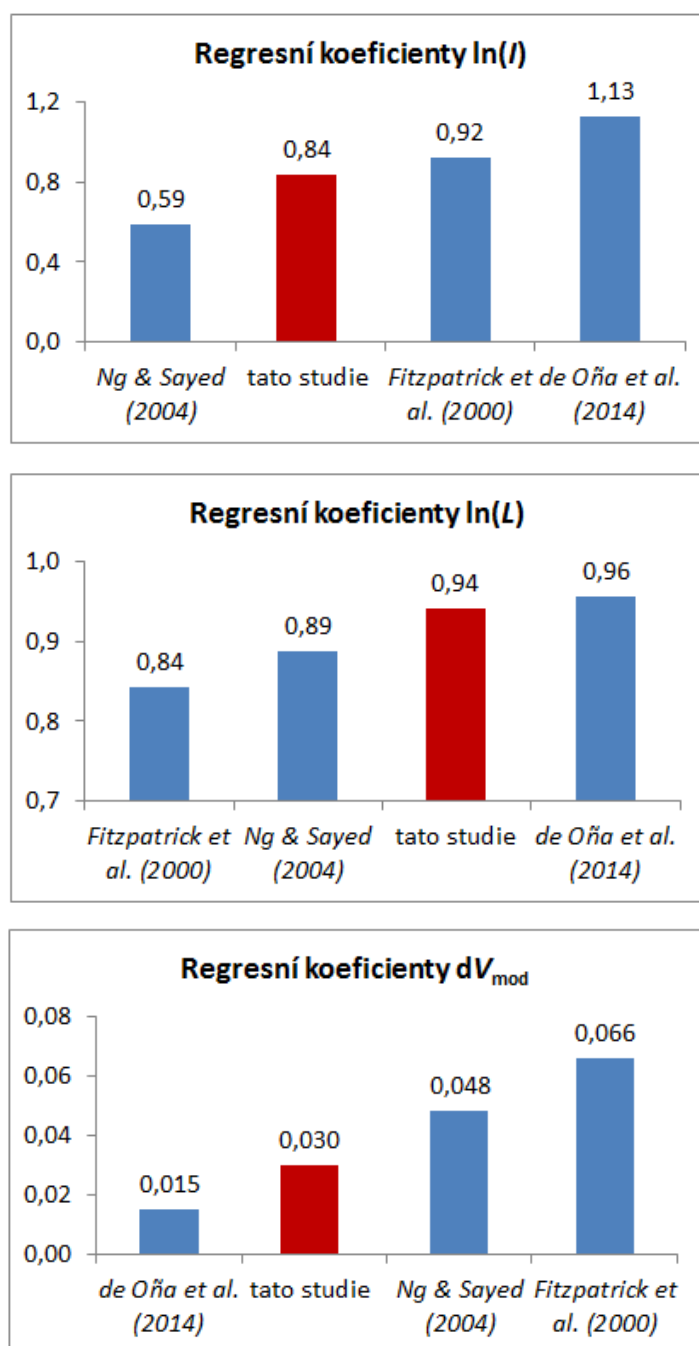 Regresní koeficienty ln(I)
1,2
0,8
0,4
0,0
0,59
0,84
0,92
1,13
Ng & Sayed (2004)
tato studie
Fitzpatrick et al. (2000)
de Oña et al. (2014)
Regresní koeficienty ln(L)
1,0
0,9
0,8
0,7
0,84
0,89
0,94
0,96
Fitzpatrick et al. (2000)
Ng & Sayed (2004)
tato studie
de Oña et al. (2014)
Regresní koeficienty dVmod
0,08
0,06
0,04
0,02
0,00
0,015
0,030
0,048
0,066
de Oña et al. (2014)
tato studie
Ng & Sayed (2004)
Fitzpatrick et al. (2000)